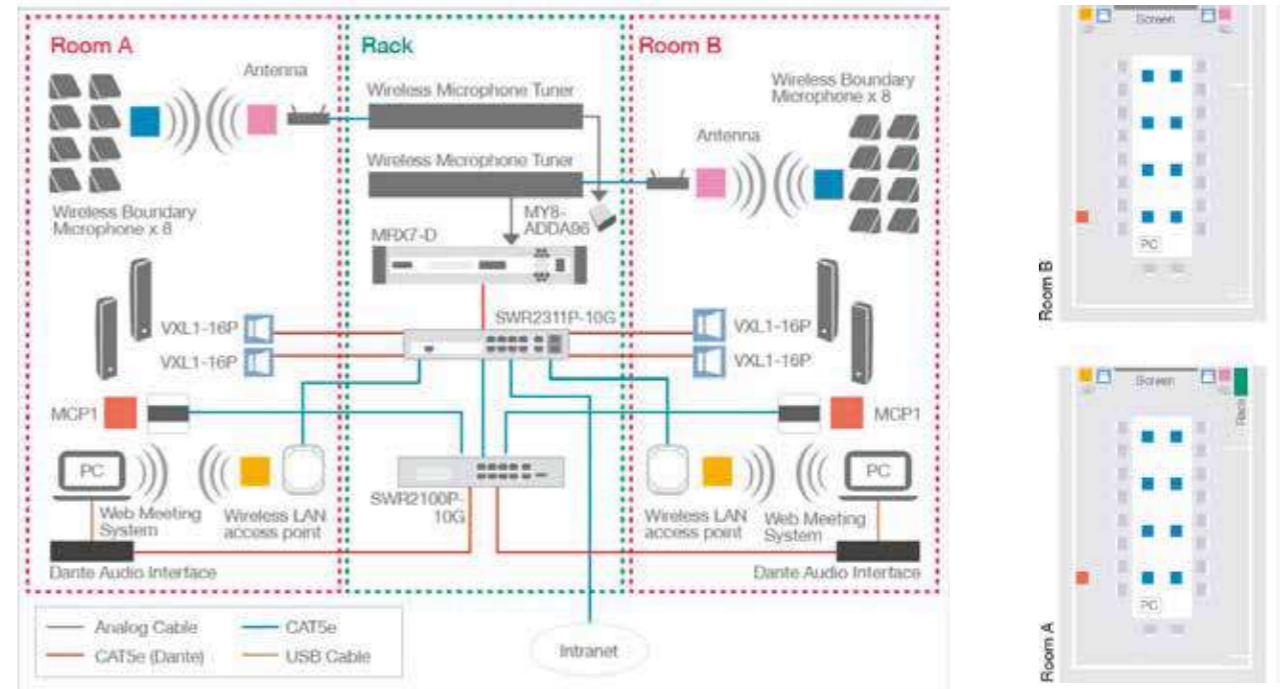 Room A
Rack
Room B
Antenna
Wireless Microphone Tuner
Wireless Boundary
Microphone x 8
Antenna
Wireless Microphone Tuner
Wireless Boundary
Microphone x 8
MY8-
ADDA96
MRX7-D
SWR2311P-10G
VXL1-16P
VXL1-16P
VXL1-16P
VXL1-16P
MCP1
MCP1
PC
PC
SWR2100P-
10G
Web Meeting
System
Wireless LAN
access point
Wireless LAN
access point
Web Meeting
System
Dante Audio Interface
Dante Audio Interface
Analog Cable
CAT5e
CAT5e (Dante)
USB Cable
Intranet
Screen
PC
Room B
Screen
Rack
PC
Room A